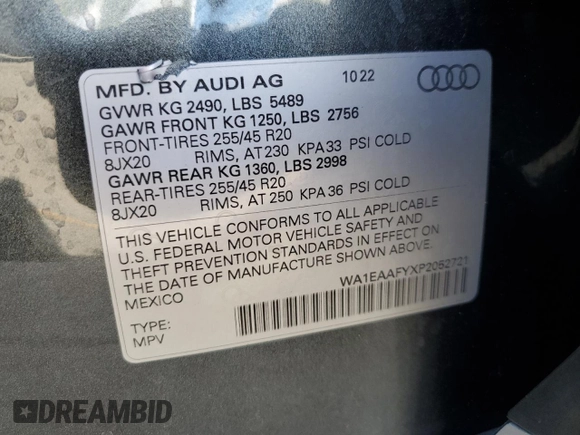 MFD. BY AUDI AG 10 22
GVWR KG 2490, LBS 5489
GAWR FRONT KG 1250, LBS 2756
FRONT-TIRES 255/45 R20
8JX20 RIMS, AT 230 KPA 33 PSI COLD
GAWR REAR KG 1360, LBS 2998
REAR-TIRES 255/45 R20
8JX20 RIMS, AT 250 KPA 36 PSI COLD
THIS VEHICLE CONFORMS TO ALL APPLICABLE
U.S. FEDERAL MOTOR VEHICLE SAFETY AND
THEFT PREVENTION STANDARDS IN EFFECT ON
THE DATE OF MANUFACTURE SHOWN ABOVE.
MEXICO
WA1EAAFYXP2052721
TYPE:
MPV
DREAMBID